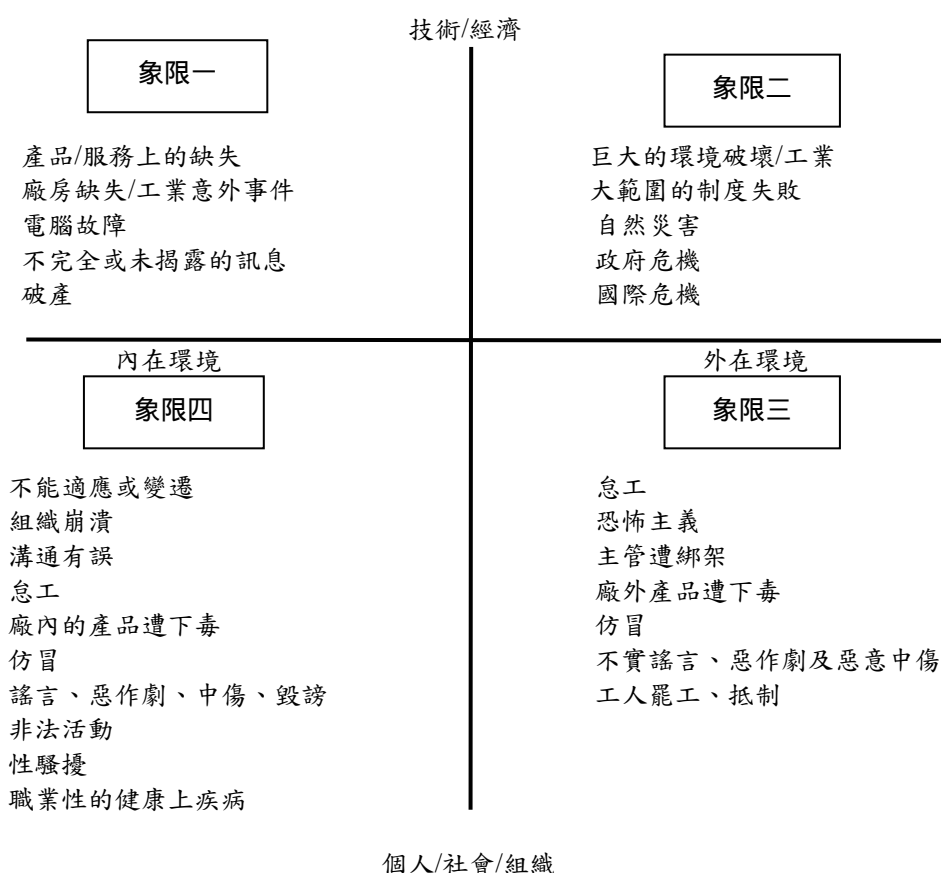 技術/經濟
象限一
產品/服務上的缺失
廠房缺失/工業意外事件
電腦故障
不完全或未揭露的訊息
破產
象限二
巨大的環境破壞/工業
大範圍的制度失敗
自然災害
政府危機
國際危機
內在環境
外在環境
象限四
不能適應或變遷
組織崩潰
溝通有誤
怠工
廠內的產品遭下毒
仿冒
謠言、惡作劇、中傷、毀謗
非法活動
性騷擾
職業性的健康上疾病
象限三
怠工
恐怖主義
主管遭綁架
廠外產品遭下毒
仿冒
不實謠言、惡作劇及惡意中傷
工人罷工、抵制
個人/社會/組織